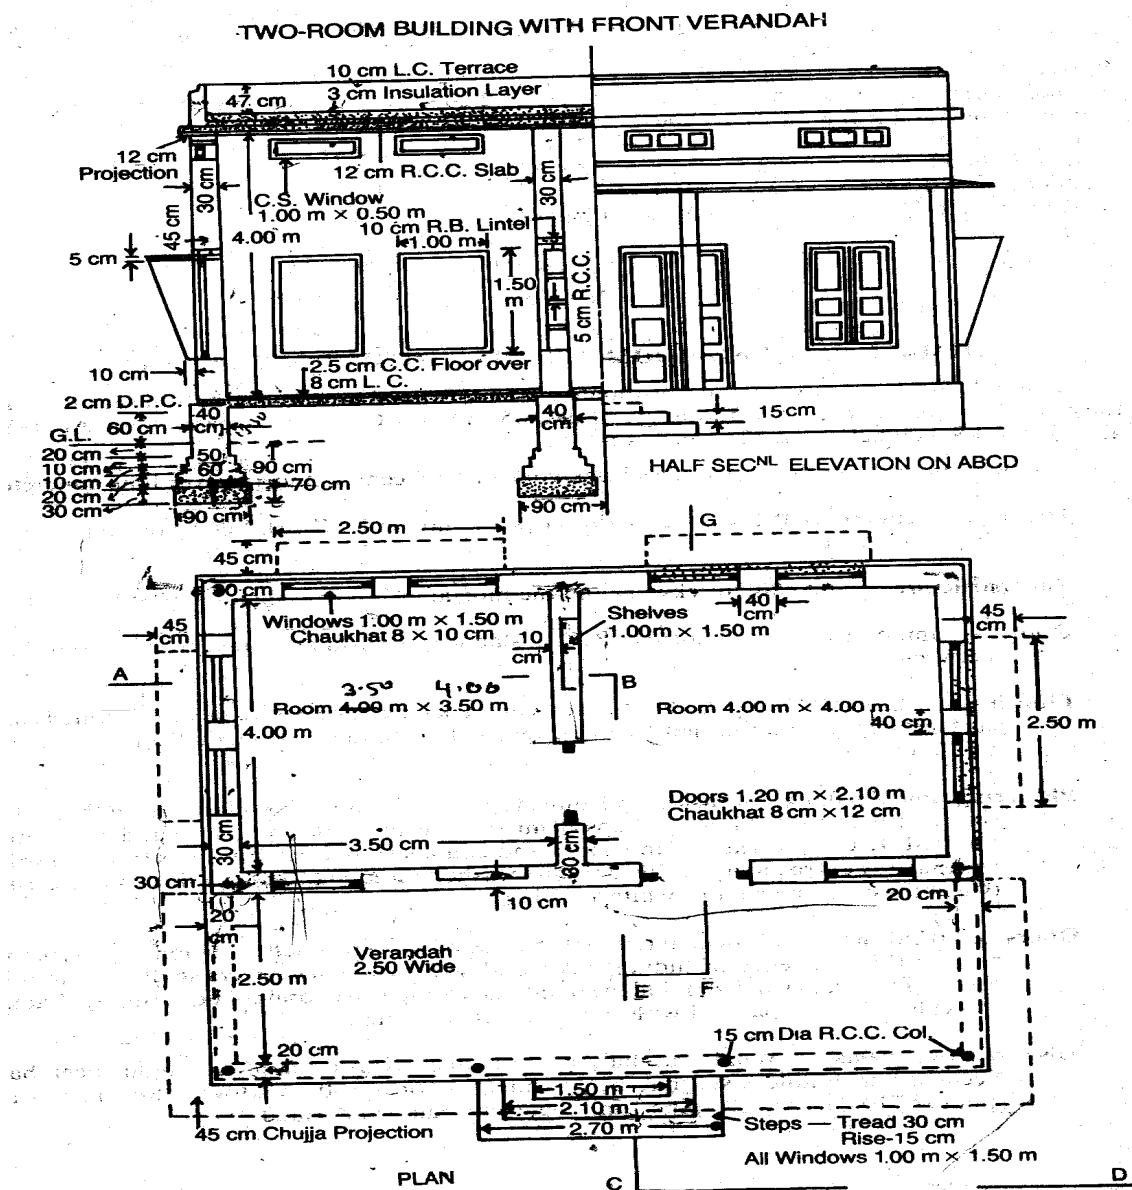 TWO-ROOM BUILDING WITH FRONT VERANDAH
10 cm L.C. Terrace
3 cm Insulation Layer
47 cm
12 cm
Projection
12 cm R.C.C. Slab
30 cm
30 cm
C.S. Window
1.00 m × 0.50 m
10 cm R.B. Lintel
45 cm
4.00 m
1.00 m
5 cm
1.50
m
5 cm R.C.C.
10 cm
2.5 cm C.C. Floor over
8 cm L. C.
2 cm D.P.C.
40
cm
40
cm
15 cm
60 cm
G.L.
20 cm
50
10 cm
60
90 cm
10 cm
70 cm
20 cm
30 cm
90 cm
90 cm
HALF SECNL ELEVATION ON ABCD
2.50 m
G
45 cm
30 cm
Windows 1.00 m × 1.50 m
Chaukhat 8 × 10 cm
Shelves
1.00m × 1.50 m
40
cm
45
cm
45
cm
10
cm
A
B
3.50 4.00
Room 4.00 m × 3.50 m
Room 4.00 m × 4.00 m
4.00 m
40 cm
2.50 m
Doors 1.20 m × 2.10 m
Chaukhat 8 cm × 12 cm
30 cm
3.50 cm
30 cm
30 cm
10 cm
20 cm
20
cm
Verandah
2.50 Wide
2.50 m
E
F
15 cm Dia R.C.C. Col
20 cm
1.50 m
2.10 m
2.70 m
45 cm Chujja Projection
Steps — Tread 30 cm
Rise-15 cm
All Windows 1.00 m × 1.50 m
PLAN
C
D